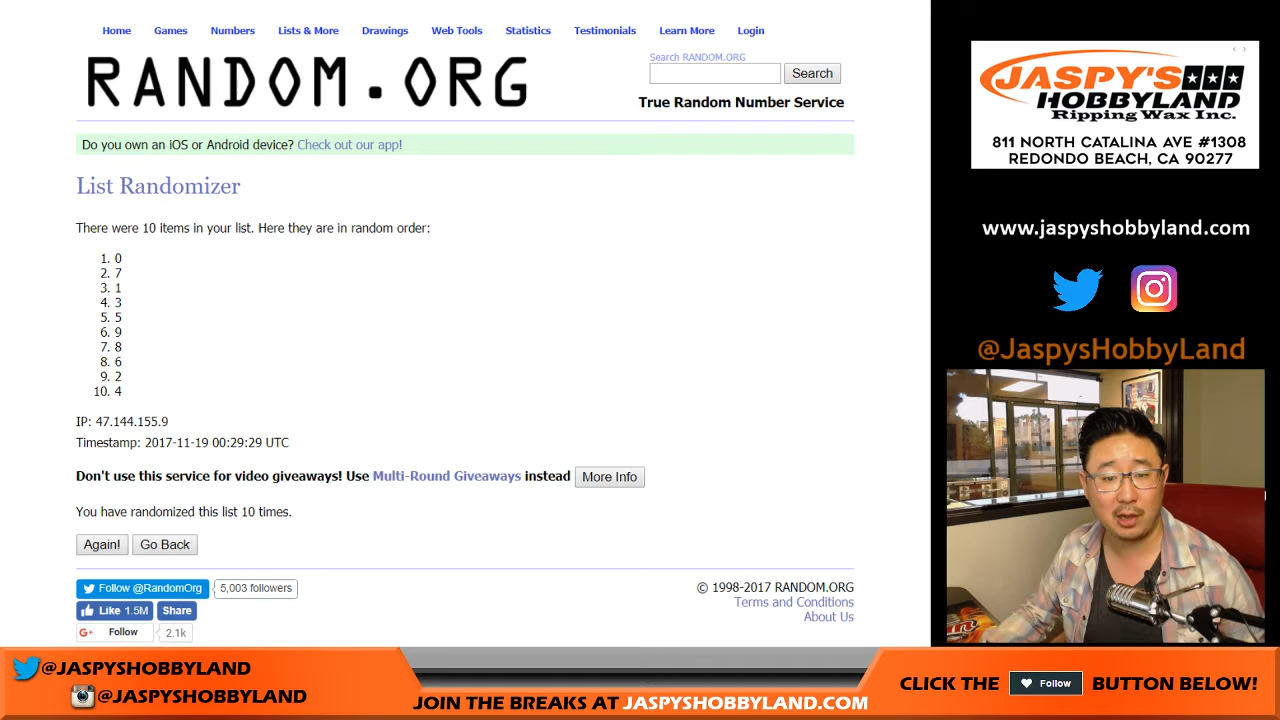 Home Games Numbers Lists & More Drawings Web Tools Statistics Testimonials Learn More Login
RANDOM.ORG
Search RANDOM.ORG
Search
True Random Number Service
Do you own an iOS or Android device? Check out our app!
List Randomizer
There were 10 items in your list. Here they are in random order:
1. 0
2. 7
3. 1
4. 3
5. 5
6. 9
7. 8
8. 6
9. 2
10. 4
IP: 47.144.155.9
Timestamp: 2017-11-19 00:29:29 UTC
Don't use this service for video giveaways! Use Multi-Round Giveaways instead More Info
You have randomized this list 10 times.
Again! Go Back
Follow @RandomOrg 5,003 followers
Like 1.5M Share
G+ Follow 2.1k
© 1998-2017 RANDOM.ORG
Terms and Conditions
About Us
JASPY'S
HOBBYLAND
Ripping Wax Inc.
811 NORTH CATALINA AVE #1308
REDONDO BEACH, CA 90277
www.jaspyshobbyland.com
@JaspysHobbyLand
@JASPYSHOBBYLAND
@JASPYSHOBBYLAND
JOIN THE BREAKS AT JASPYSHOBBYLAND.COM
CLICK THE Follow BUTTON BELOW!